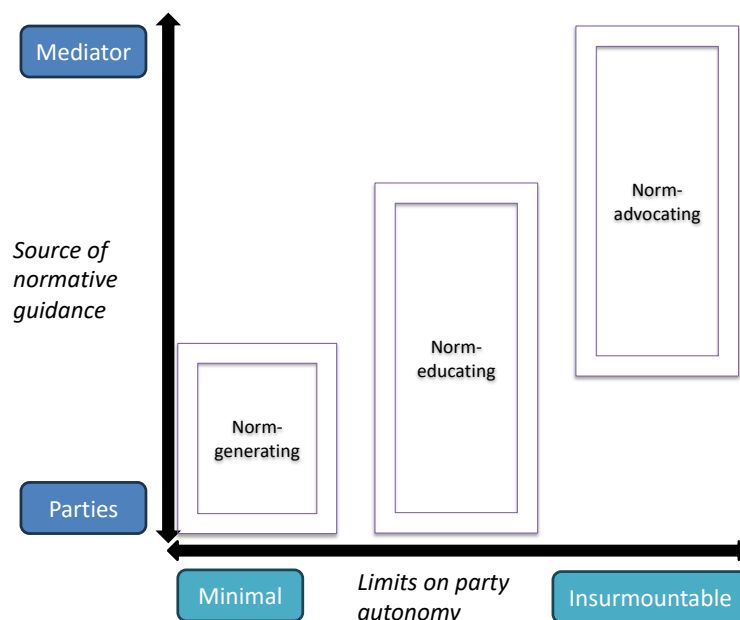 Mediator
Norm-
advocating
Source of
normative
guidance
Norm-
educating
Norm-
generating
Parties
Minimal
Limits on party
autonomy
Insurmountable